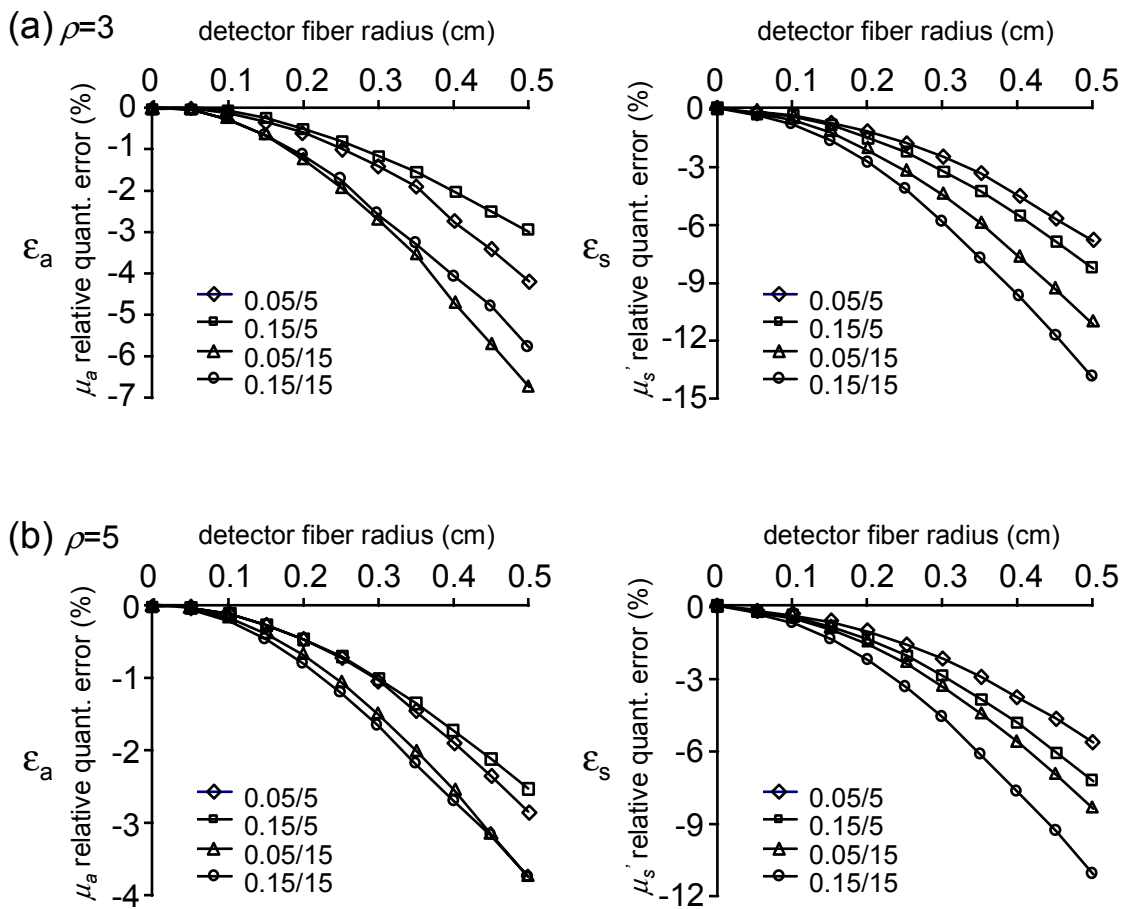 (a) ρ=3
detector fiber radius (cm)
0 0.1 0.2 0.3 0.4 0.5
0
-1
-2
-3
-4
-5
-6
-7
εa
μa relative quant. error (%)
0.05/5
0.15/5
0.05/15
0.15/15
detector fiber radius (cm)
0 0.1 0.2 0.3 0.4 0.5
0
-3
-6
-9
-12
-15
εs
μs' relative quant. error (%)
0.05/5
0.15/5
0.05/15
0.15/15
(b) ρ=5
detector fiber radius (cm)
0 0.1 0.2 0.3 0.4 0.5
0
-1
-2
-3
-4
εa
μa relative quant. error (%)
0.05/5
0.15/5
0.05/15
0.15/15
detector fiber radius (cm)
0 0.1 0.2 0.3 0.4 0.5
0
-3
-6
-9
-12
εs
μs' relative quant. error (%)
0.05/5
0.15/5
0.05/15
0.15/15